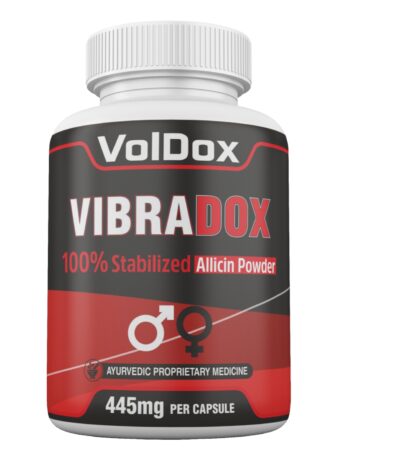 VolDox
VIBRADOX
100% Stabilized Allicin Powder
AYURVEDIC PROPRIETARY MEDICINE
445mg PER CAPSULE